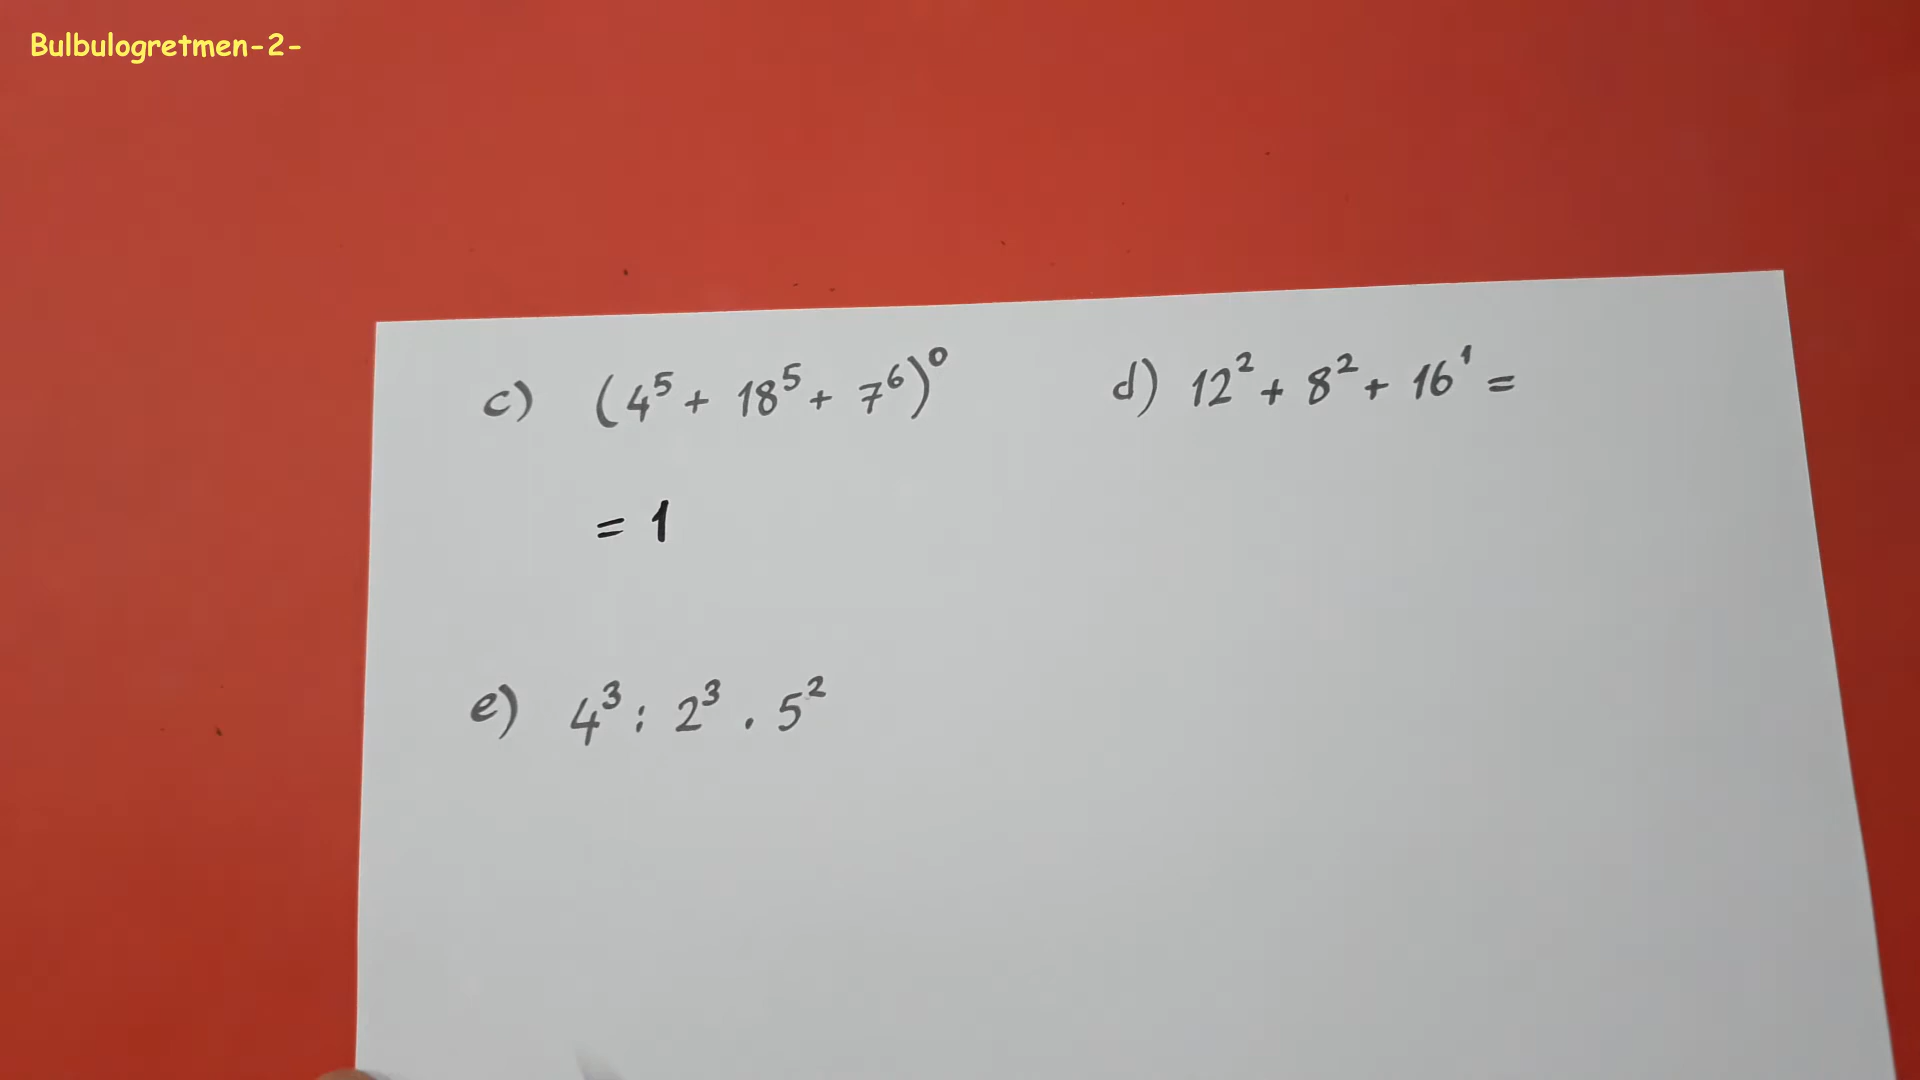 Bulbulogretmen-2-
c) (4⁵ + 18⁵ + 7⁶)⁰
= 1
d) 12² + 8² + 16¹ =
e) 4³ : 2³ . 5²